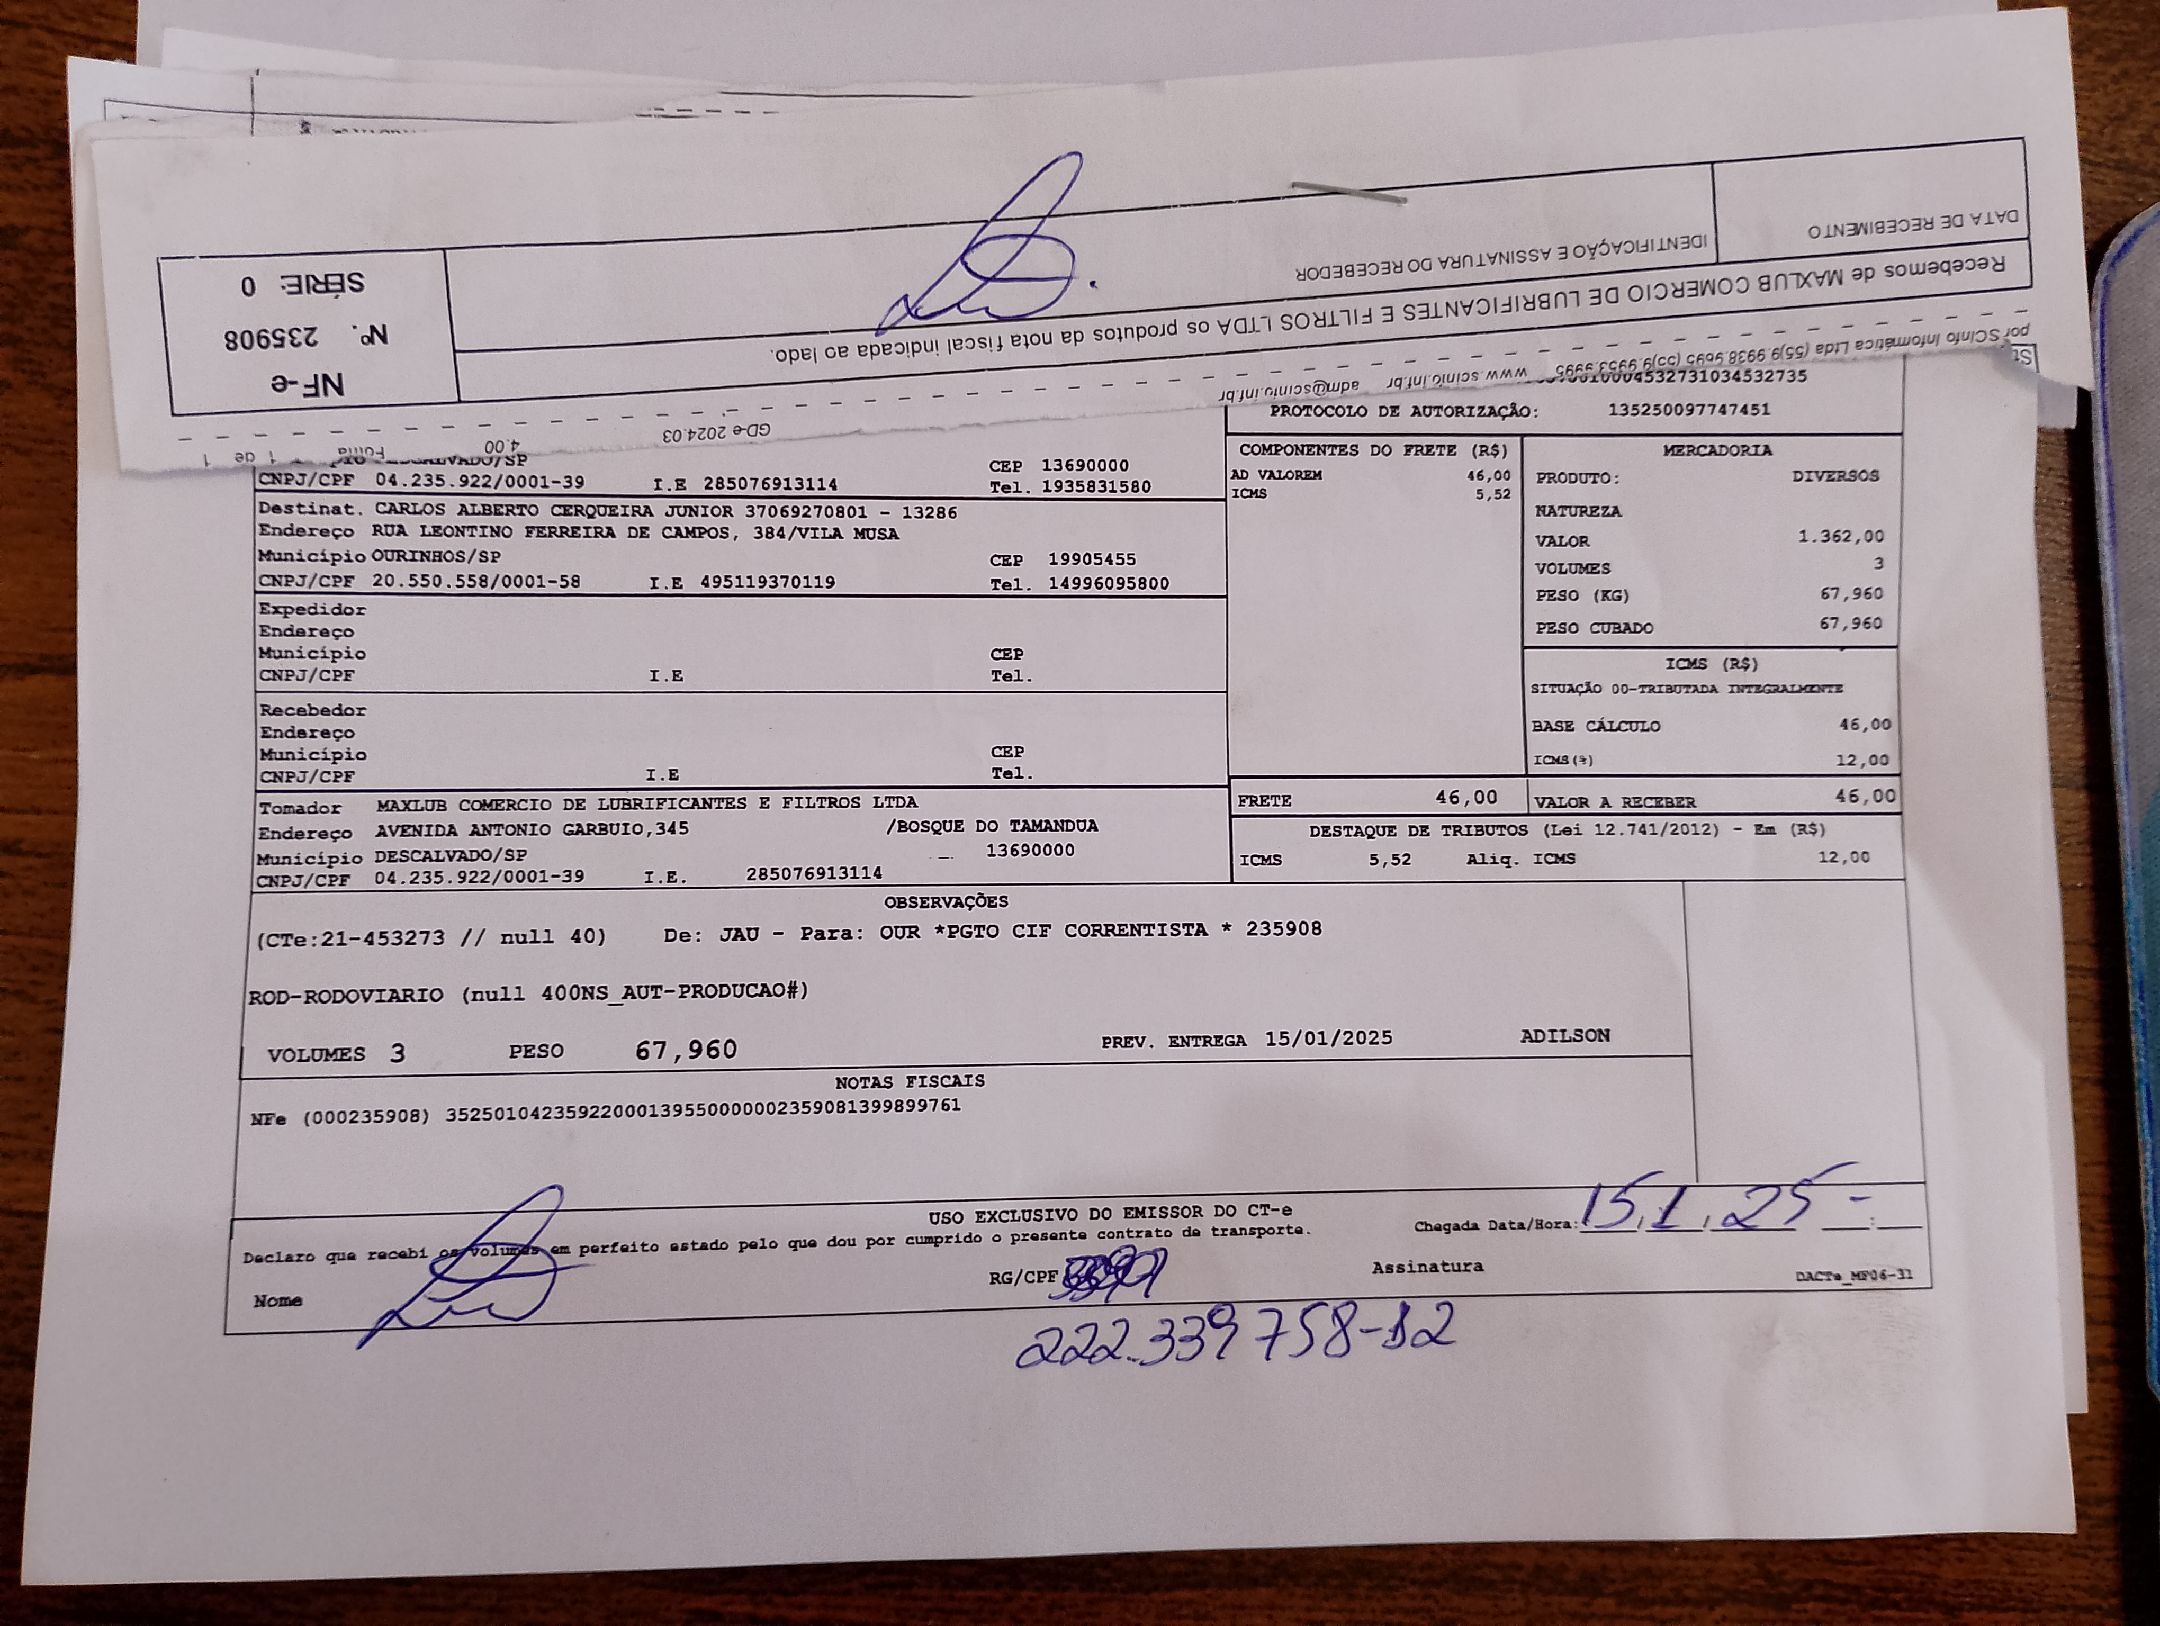 DATA DE RECEBIMENTO
IDENTIFICAÇÃO E ASSINATURA DO RECEBEDOR
Recebemos de MAXLUB COMERCIO DE LUBRIFICANTES E FILTROS LTDA os produtos da nota fiscal indicada ao lado.
NF-e
Nº. 235908
SÉRIE: 0
por SCinfo Informática Ltda (55)9.9938.9695 (55)9.9953.9995 www.scinfo.inf.br adm@scinfo.inf.br
GD-e 2024.03
4.00
Folha 1 de 1
PROTOCOLO DE AUTORIZAÇÃO: 135250097747451
CEP 13690000
CNPJ/CPF 04.235.922/0001-39 I.E 285076913114 Tel. 1935831580
Destinat. CARLOS ALBERTO CERQUEIRA JUNIOR 37069270801 - 13286
Endereço RUA LEONTINO FERREIRA DE CAMPOS, 384/VILA MUSA
Município OURINHOS/SP CEP 19905455
CNPJ/CPF 20.550.558/0001-58 I.E 495119370119 Tel. 14996095800
Expedidor
Endereço
Município CEP
CNPJ/CPF I.E Tel.
Recebedor
Endereço
Município CEP
CNPJ/CPF I.E Tel.
Tomador MAXLUB COMERCIO DE LUBRIFICANTES E FILTROS LTDA
Endereço AVENIDA ANTONIO GARBUIO,345 /BOSQUE DO TAMANDUA
Município DESCALVADO/SP 13690000
CNPJ/CPF 04.235.922/0001-39 I.E. 285076913114
COMPONENTES DO FRETE (R$)
AD VALOREM 46,00
ICMS 5,52
MERCADORIA
PRODUTO: DIVERSOS
NATUREZA
VALOR 1.362,00
VOLUMES 3
PESO (KG) 67,960
PESO CUBADO 67,960
ICMS (R$)
SITUAÇÃO 00-TRIBUTADA INTEGRALMENTE
BASE CÁLCULO 46,00
ICMS(%) 12,00
FRETE 46,00 VALOR A RECEBER 46,00
DESTAQUE DE TRIBUTOS (Lei 12.741/2012) - Em (R$)
ICMS 5,52 Aliq. ICMS 12,00
OBSERVAÇÕES
(CTe:21-453273 // null 40) De: JAU - Para: OUR *PGTO CIF CORRENTISTA * 235908
ROD-RODOVIARIO (null 400NS_AUT-PRODUCAO#)
VOLUMES 3 PESO 67,960 PREV. ENTREGA 15/01/2025 ADILSON
NOTAS FISCAIS
NFe (000235908) 35250104235922000139550000002359081399899761
USO EXCLUSIVO DO EMISSOR DO CT-e
Declaro que recebi os volumes em perfeito estado pelo que dou por cumprido o presente contrato de transporte.
Chegada Data/Hora: 15/1/25 -
Nome RG/CPF Assinatura DACTe_MF06-31
222.339758-12